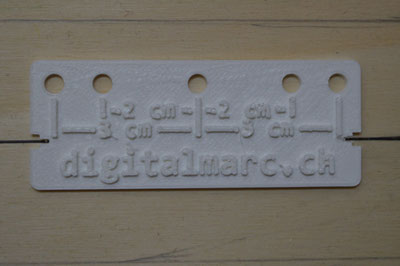 |-2 cm-|-2 cm-|
|—3 cm—|—3 cm—|
digitalmarc.ch